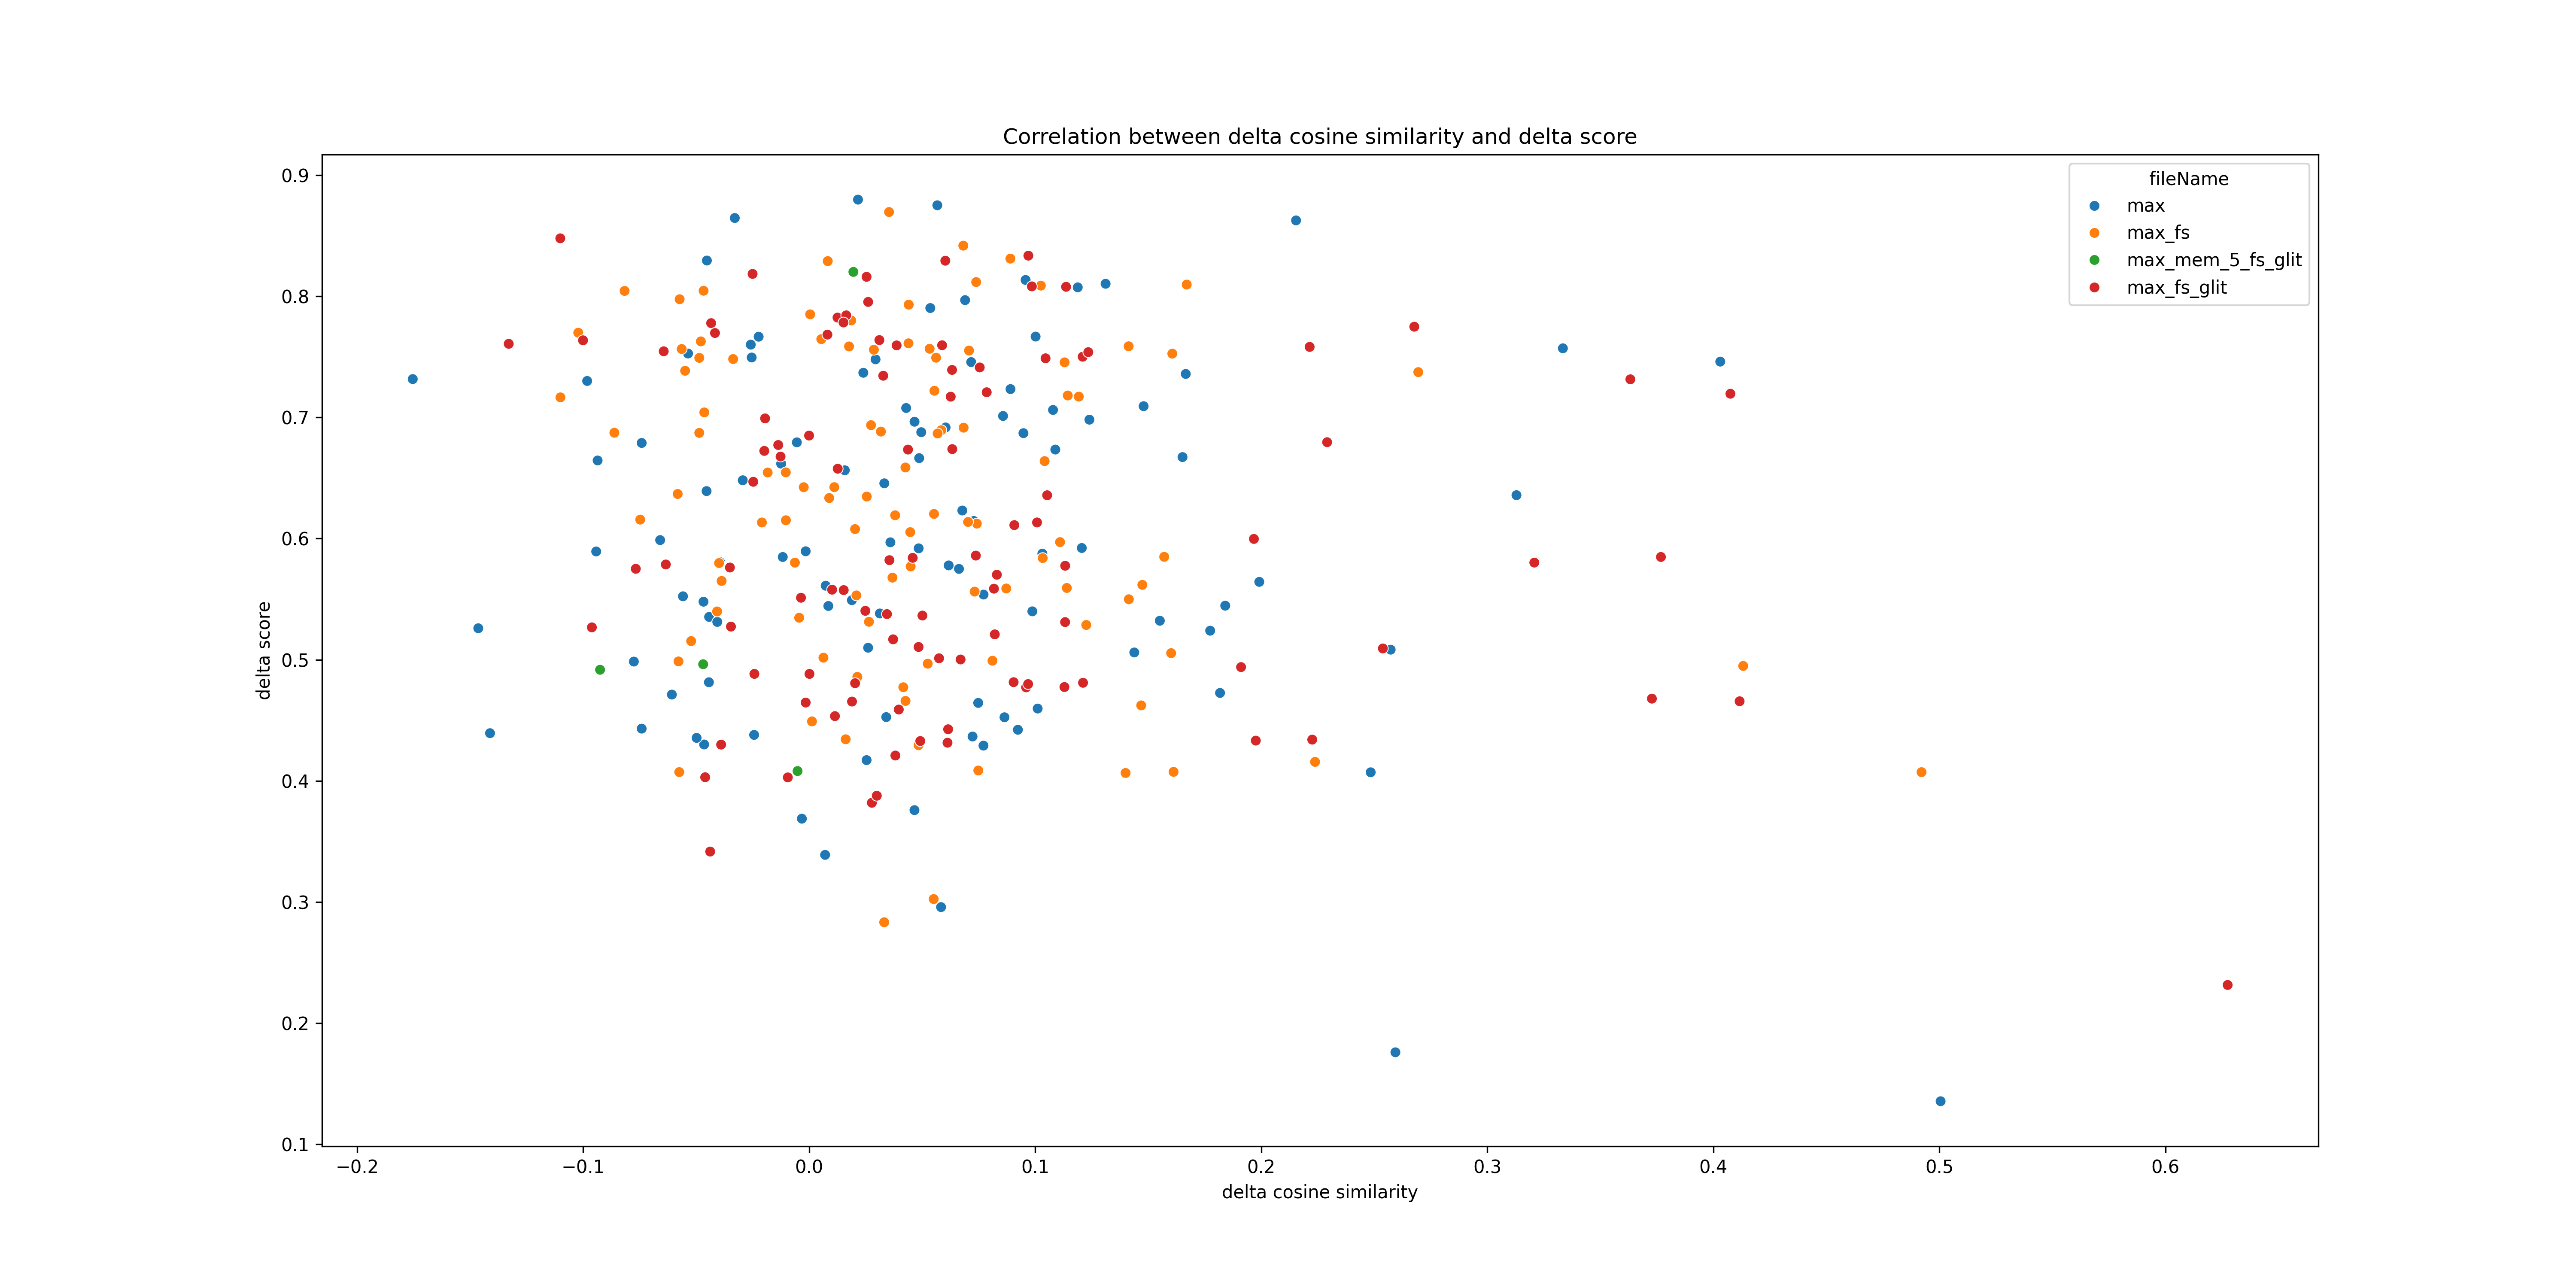 Correlation between delta cosine similarity and delta score
fileName
max
max_fs
max_mem_5_fs_glit
max_fs_glit
0.9
0.8
0.7
0.6
0.5
0.4
0.3
0.2
0.1
delta score
−0.2
−0.1
0.0
0.1
0.2
0.3
0.4
0.5
0.6
delta cosine similarity